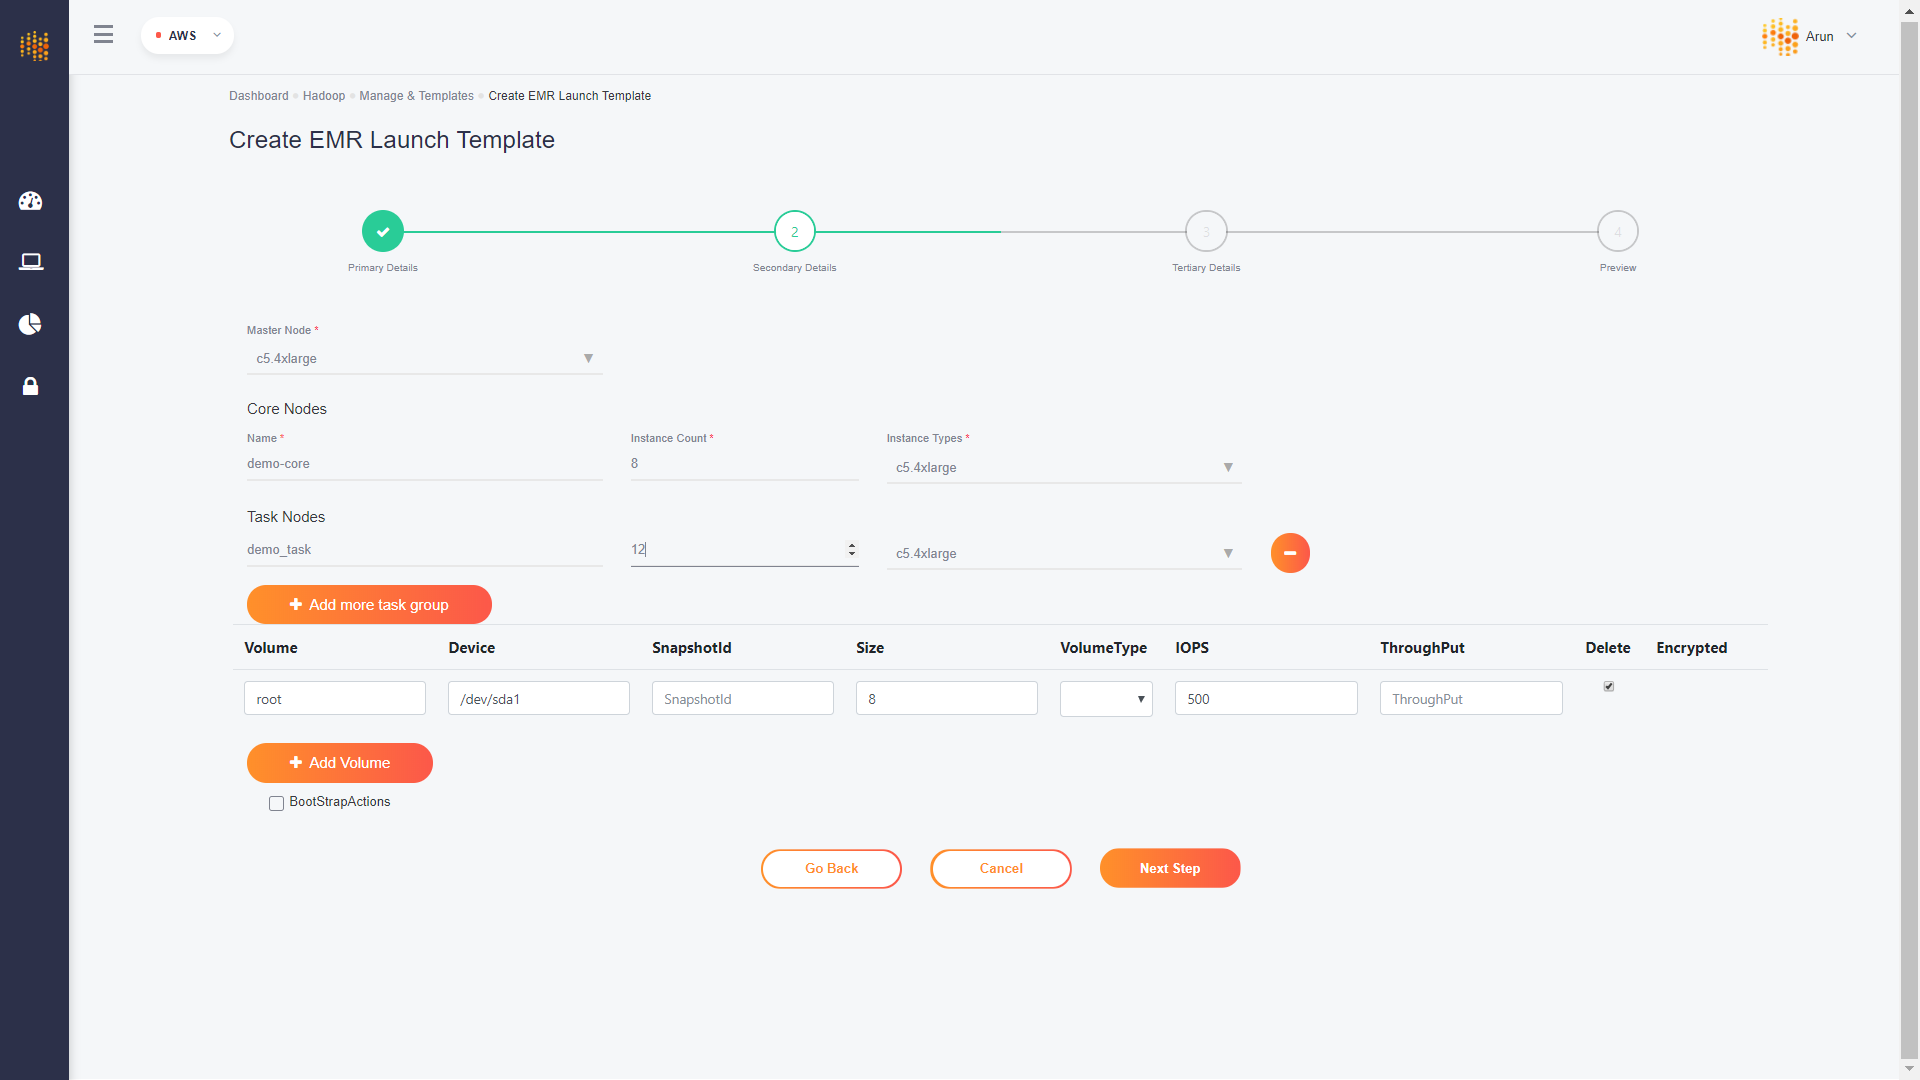 AWS
Arun
Dashboard Hadoop Manage & Templates Create EMR Launch Template
Create EMR Launch Template
2 3 4
Primary Details Secondary Details Tertiary Details Preview
Master Node *
c5.4xlarge
Core Nodes
Name * Instance Count * Instance Types *
demo-core 8 c5.4xlarge
Task Nodes
demo_task 12 c5.4xlarge
Add more task group
Volume Device SnapshotId Size VolumeType IOPS ThroughPut Delete Encrypted
root /dev/sda1 SnapshotId 8 500 ThroughPut
Add Volume
BootStrapActions
Go Back Cancel Next Step